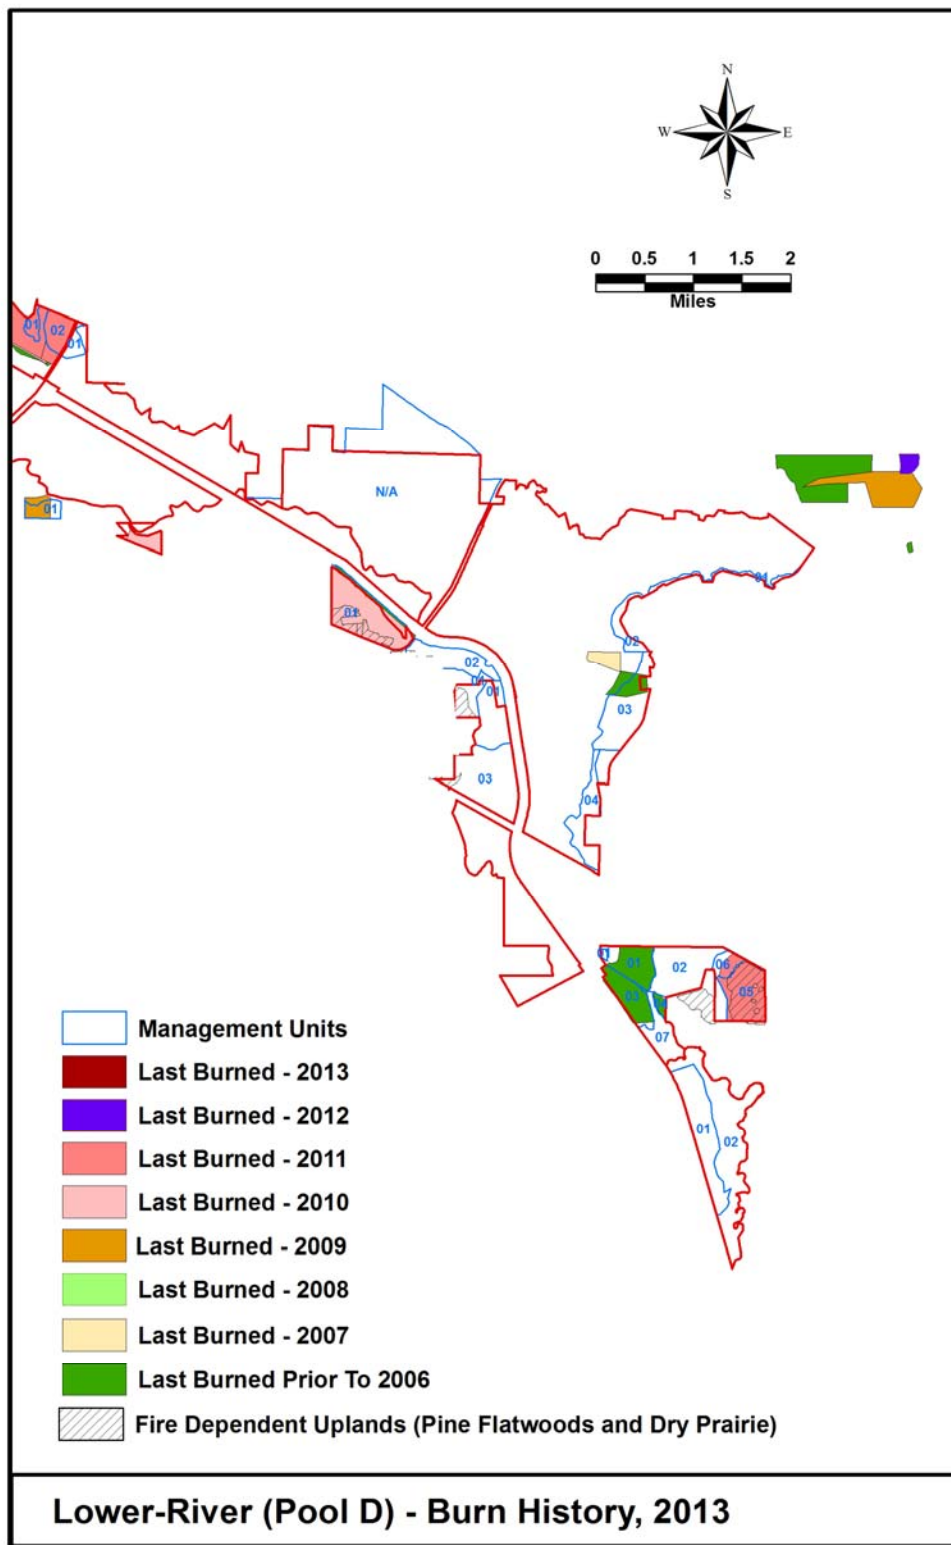 N
W E
S
0 0.5 1 1.5 2
Miles
01
02
01
N/A
01
01
02
02
01
03
03
04
01
01
02
06
05
03
07
01
02
Management Units
Last Burned - 2013
Last Burned - 2012
Last Burned - 2011
Last Burned - 2010
Last Burned - 2009
Last Burned - 2008
Last Burned - 2007
Last Burned Prior To 2006
Fire Dependent Uplands (Pine Flatwoods and Dry Prairie)
Lower-River (Pool D) - Burn History, 2013